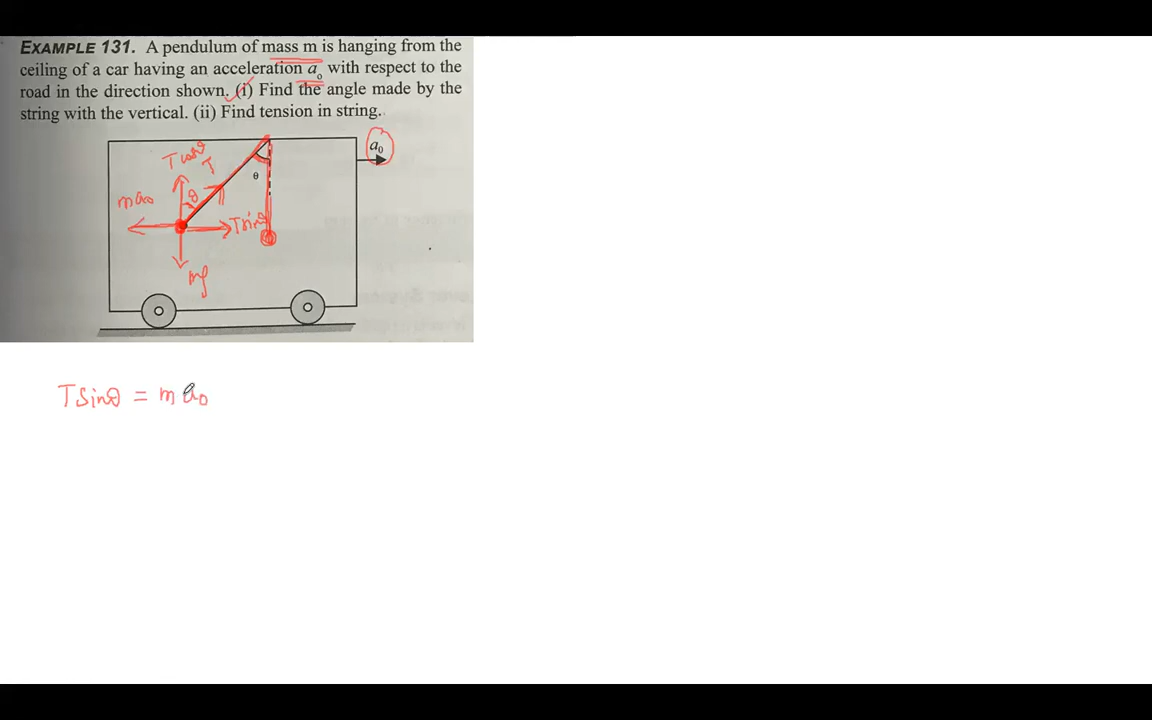 EXAMPLE 131. A pendulum of mass m is hanging from the
ceiling of a car having an acceleration a₀ with respect to the
road in the direction shown. (i) Find the angle made by the
string with the vertical. (ii) Find tension in string.
Tcosθ
T
a₀
θ
ma₀
θ
Tsinθ
mg
Tsinθ = ma₀